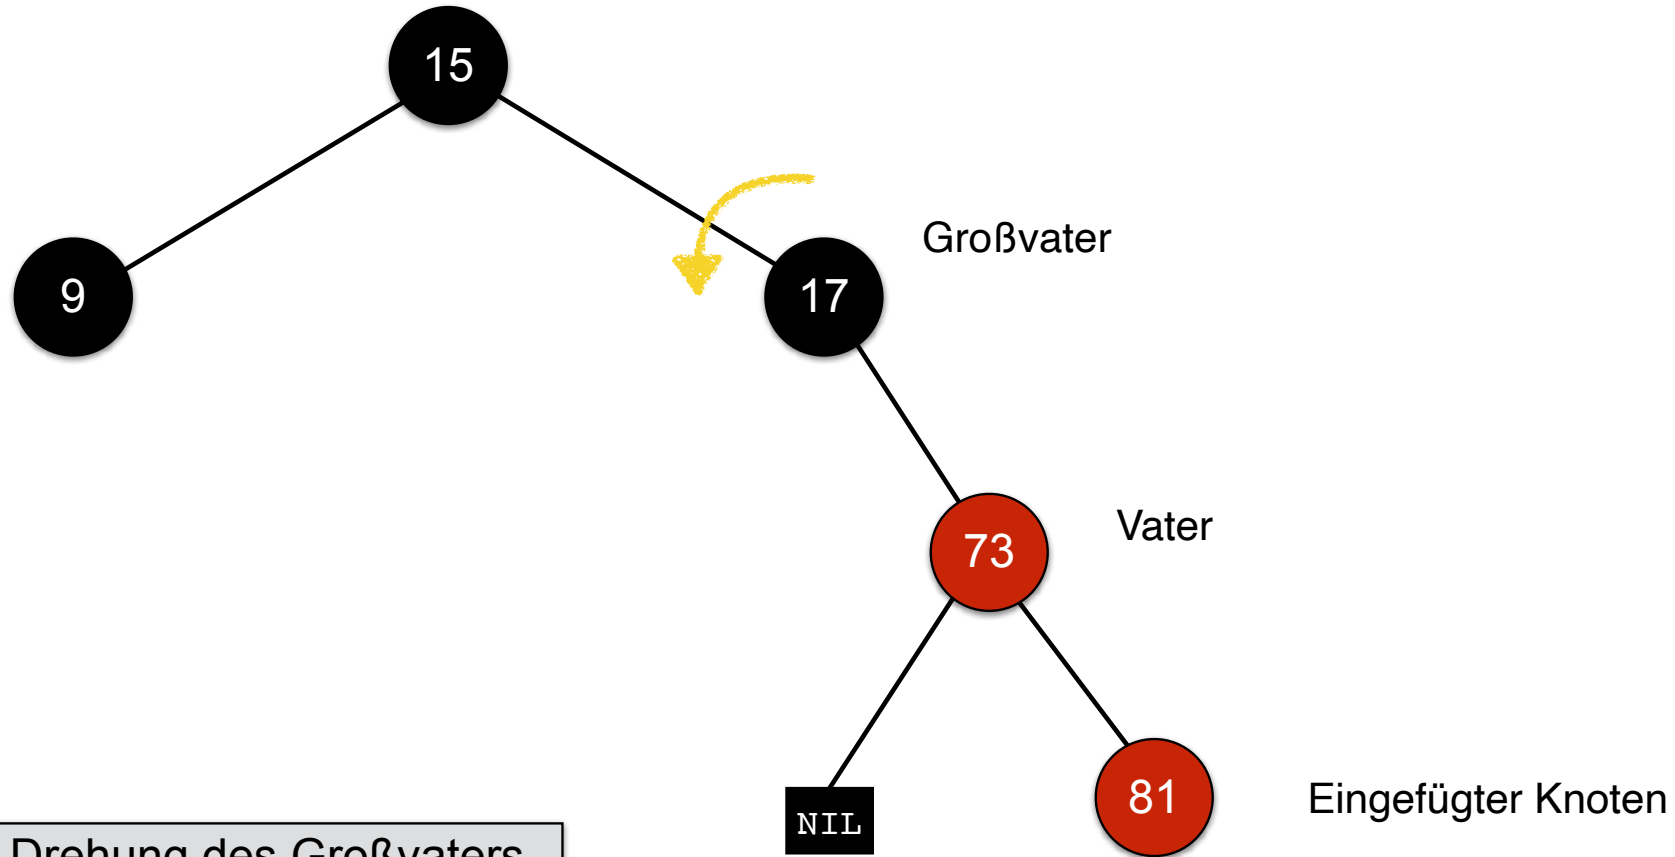 15
9
17
Großvater
73
Vater
NIL
81
Eingefügter Knoten
Drehung des Großvaters